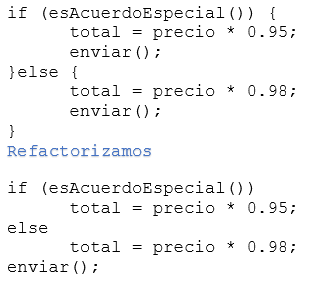 if (esAcuerdoEspecial()) {
total = precio * 0.95;
enviar();
}else {
total = precio * 0.98;
enviar();
}
Refactorizamos
if (esAcuerdoEspecial())
total = precio * 0.95;
else
total = precio * 0.98;
enviar();